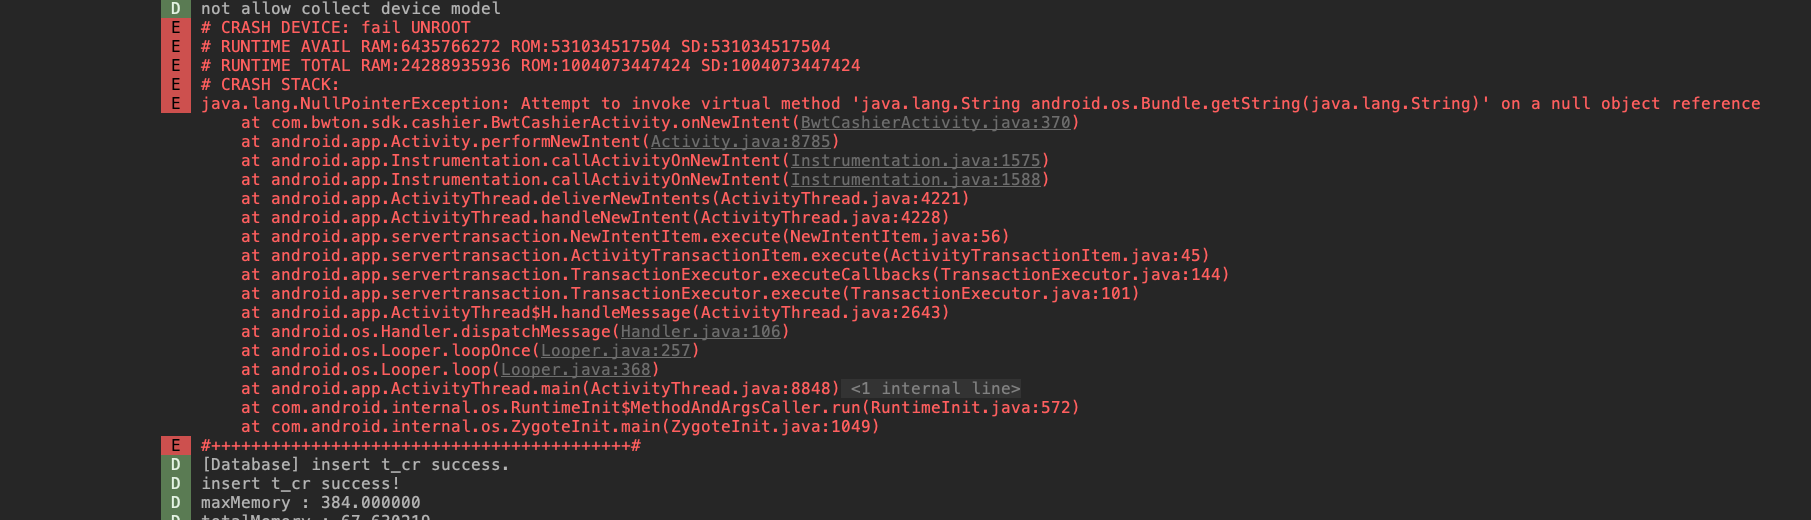 D not allow collect device model
E # CRASH DEVICE: fail UNROOT
E # RUNTIME AVAIL RAM:6435766272 ROM:531034517504 SD:531034517504
E # RUNTIME TOTAL RAM:24288935936 ROM:1004073447424 SD:1004073447424
E # CRASH STACK:
E java.lang.NullPointerException: Attempt to invoke virtual method 'java.lang.String android.os.Bundle.getString(java.lang.String)' on a null object reference
at com.bwton.sdk.cashier.BwtCashierActivity.onNewIntent(BwtCashierActivity.java:370)
at android.app.Activity.performNewIntent(Activity.java:8785)
at android.app.Instrumentation.callActivityOnNewIntent(Instrumentation.java:1575)
at android.app.Instrumentation.callActivityOnNewIntent(Instrumentation.java:1588)
at android.app.ActivityThread.deliverNewIntents(ActivityThread.java:4221)
at android.app.ActivityThread.handleNewIntent(ActivityThread.java:4228)
at android.app.servertransaction.NewIntentItem.execute(NewIntentItem.java:56)
at android.app.servertransaction.ActivityTransactionItem.execute(ActivityTransactionItem.java:45)
at android.app.servertransaction.TransactionExecutor.executeCallbacks(TransactionExecutor.java:144)
at android.app.servertransaction.TransactionExecutor.execute(TransactionExecutor.java:101)
at android.app.ActivityThread$H.handleMessage(ActivityThread.java:2643)
at android.os.Handler.dispatchMessage(Handler.java:106)
at android.os.Looper.loopOnce(Looper.java:257)
at android.os.Looper.loop(Looper.java:368)
at android.app.ActivityThread.main(ActivityThread.java:8848) <1 internal line>
at com.android.internal.os.RuntimeInit$MethodAndArgsCaller.run(RuntimeInit.java:572)
at com.android.internal.os.ZygoteInit.main(ZygoteInit.java:1049)
E #++++++++++++++++++++++++++++++++++++++++++#
D [Database] insert t_cr success.
D insert t_cr success!
D maxMemory : 384.000000
D totalMemory : 67.630219